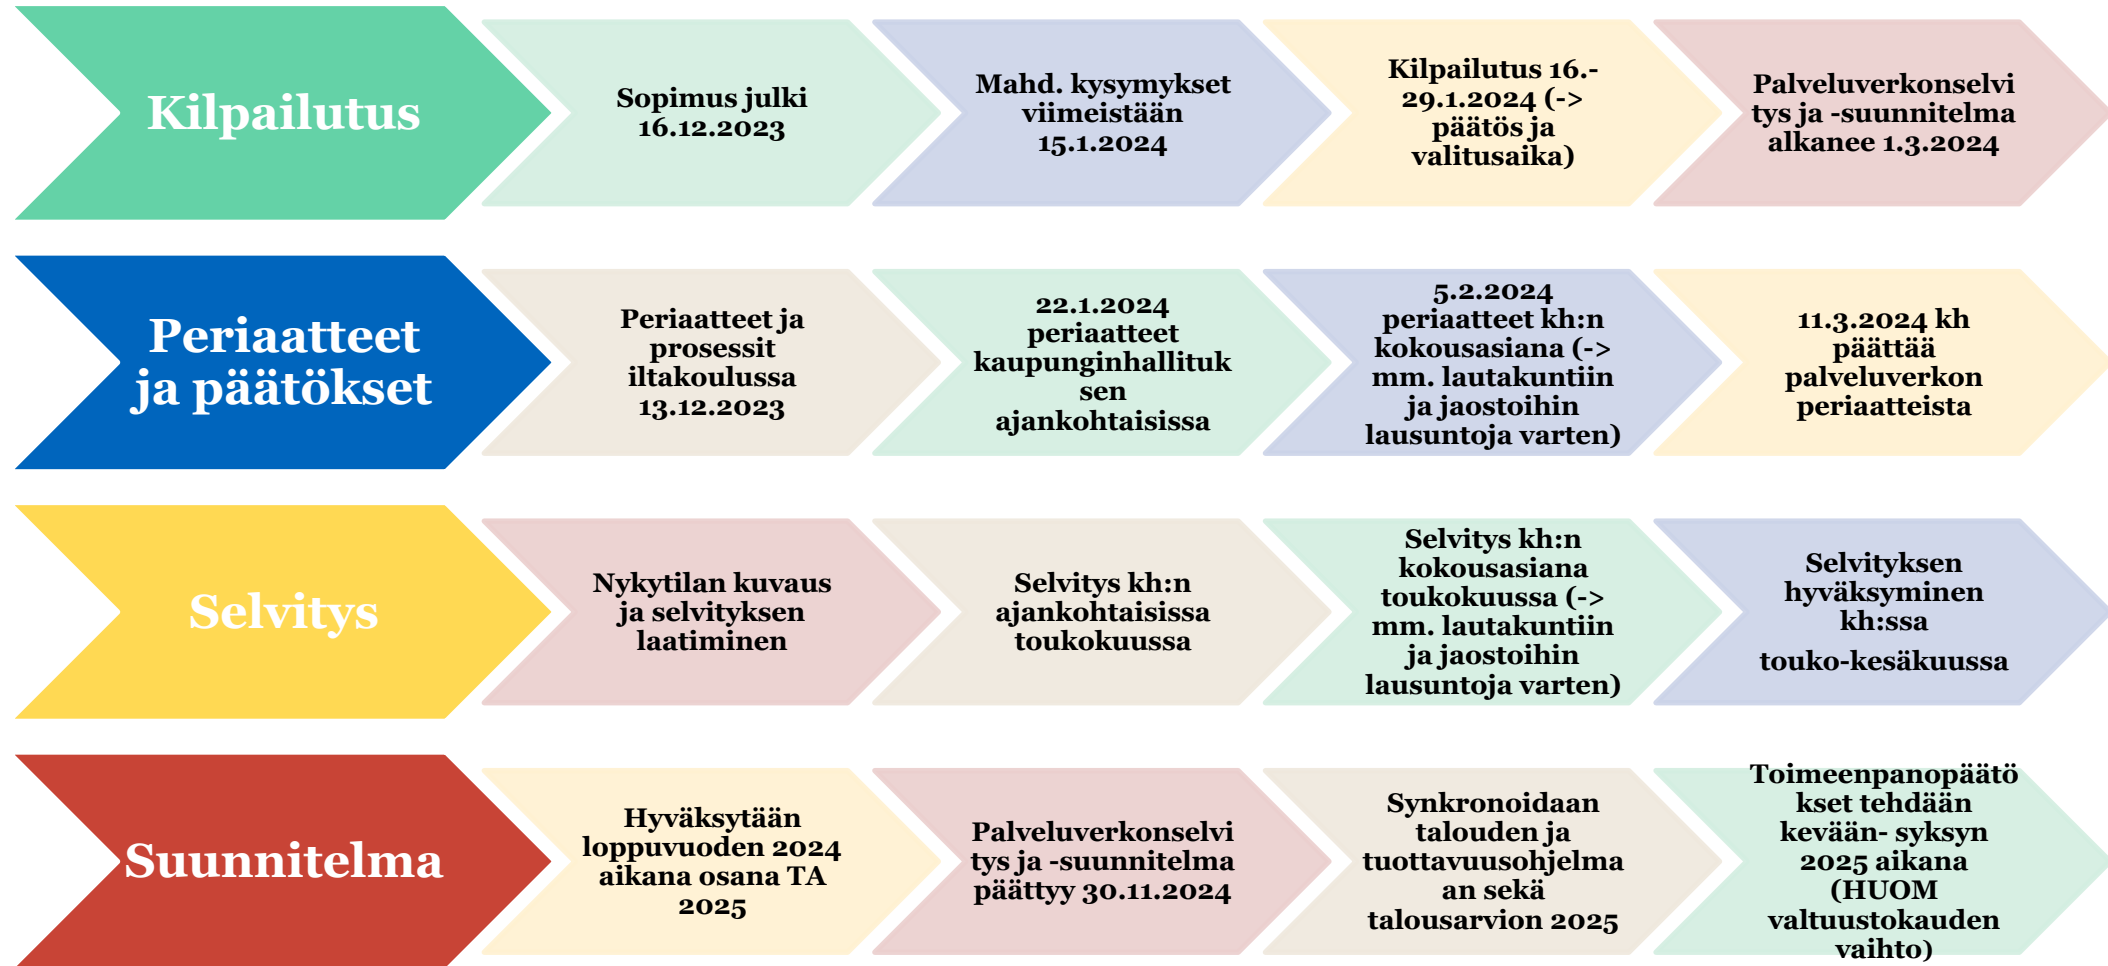 Kilpailutus
Sopimus julki
16.12.2023
Mahd. kysymykset
viimeistään
15.1.2024
Kilpailutus 16.-
29.1.2024 (->
päätös ja
valitusaika)
Palveluverkonselvi
tys ja -suunnitelma
alkanee 1.3.2024
Periaatteet
ja päätökset
Periaatteet ja
prosessit
iltakoulussa
13.12.2023
22.1.2024
periaatteet
kaupunginhallituk
sen
ajankohtaisissa
5.2.2024
periaatteet kh:n
kokousasiana (->
mm. lautakuntiin
ja jaostoihin
lausuntoja varten)
11.3.2024 kh
päättää
palveluverkon
periaatteista
Selvitys
Nykytilan kuvaus
ja selvityksen
laatiminen
Selvitys kh:n
ajankohtaisissa
toukokuussa
Selvitys kh:n
kokousasiana
toukokuussa (->
mm. lautakuntiin
ja jaostoihin
lausuntoja varten)
Selvityksen
hyväksyminen
kh:ssa
touko-kesäkuussa
Suunnitelma
Hyväksytään
loppuvuoden 2024
aikana osana TA
2025
Palveluverkonselvi
tys ja -suunnitelma
päättyy 30.11.2024
Synkronoidaan
talouden ja
tuottavuusohjelma
an sekä
talousarvion 2025
Toimeenpanopäätö
kset tehdään
kevään- syksyn
2025 aikana
(HUOM
valtuustokauden
vaihto)